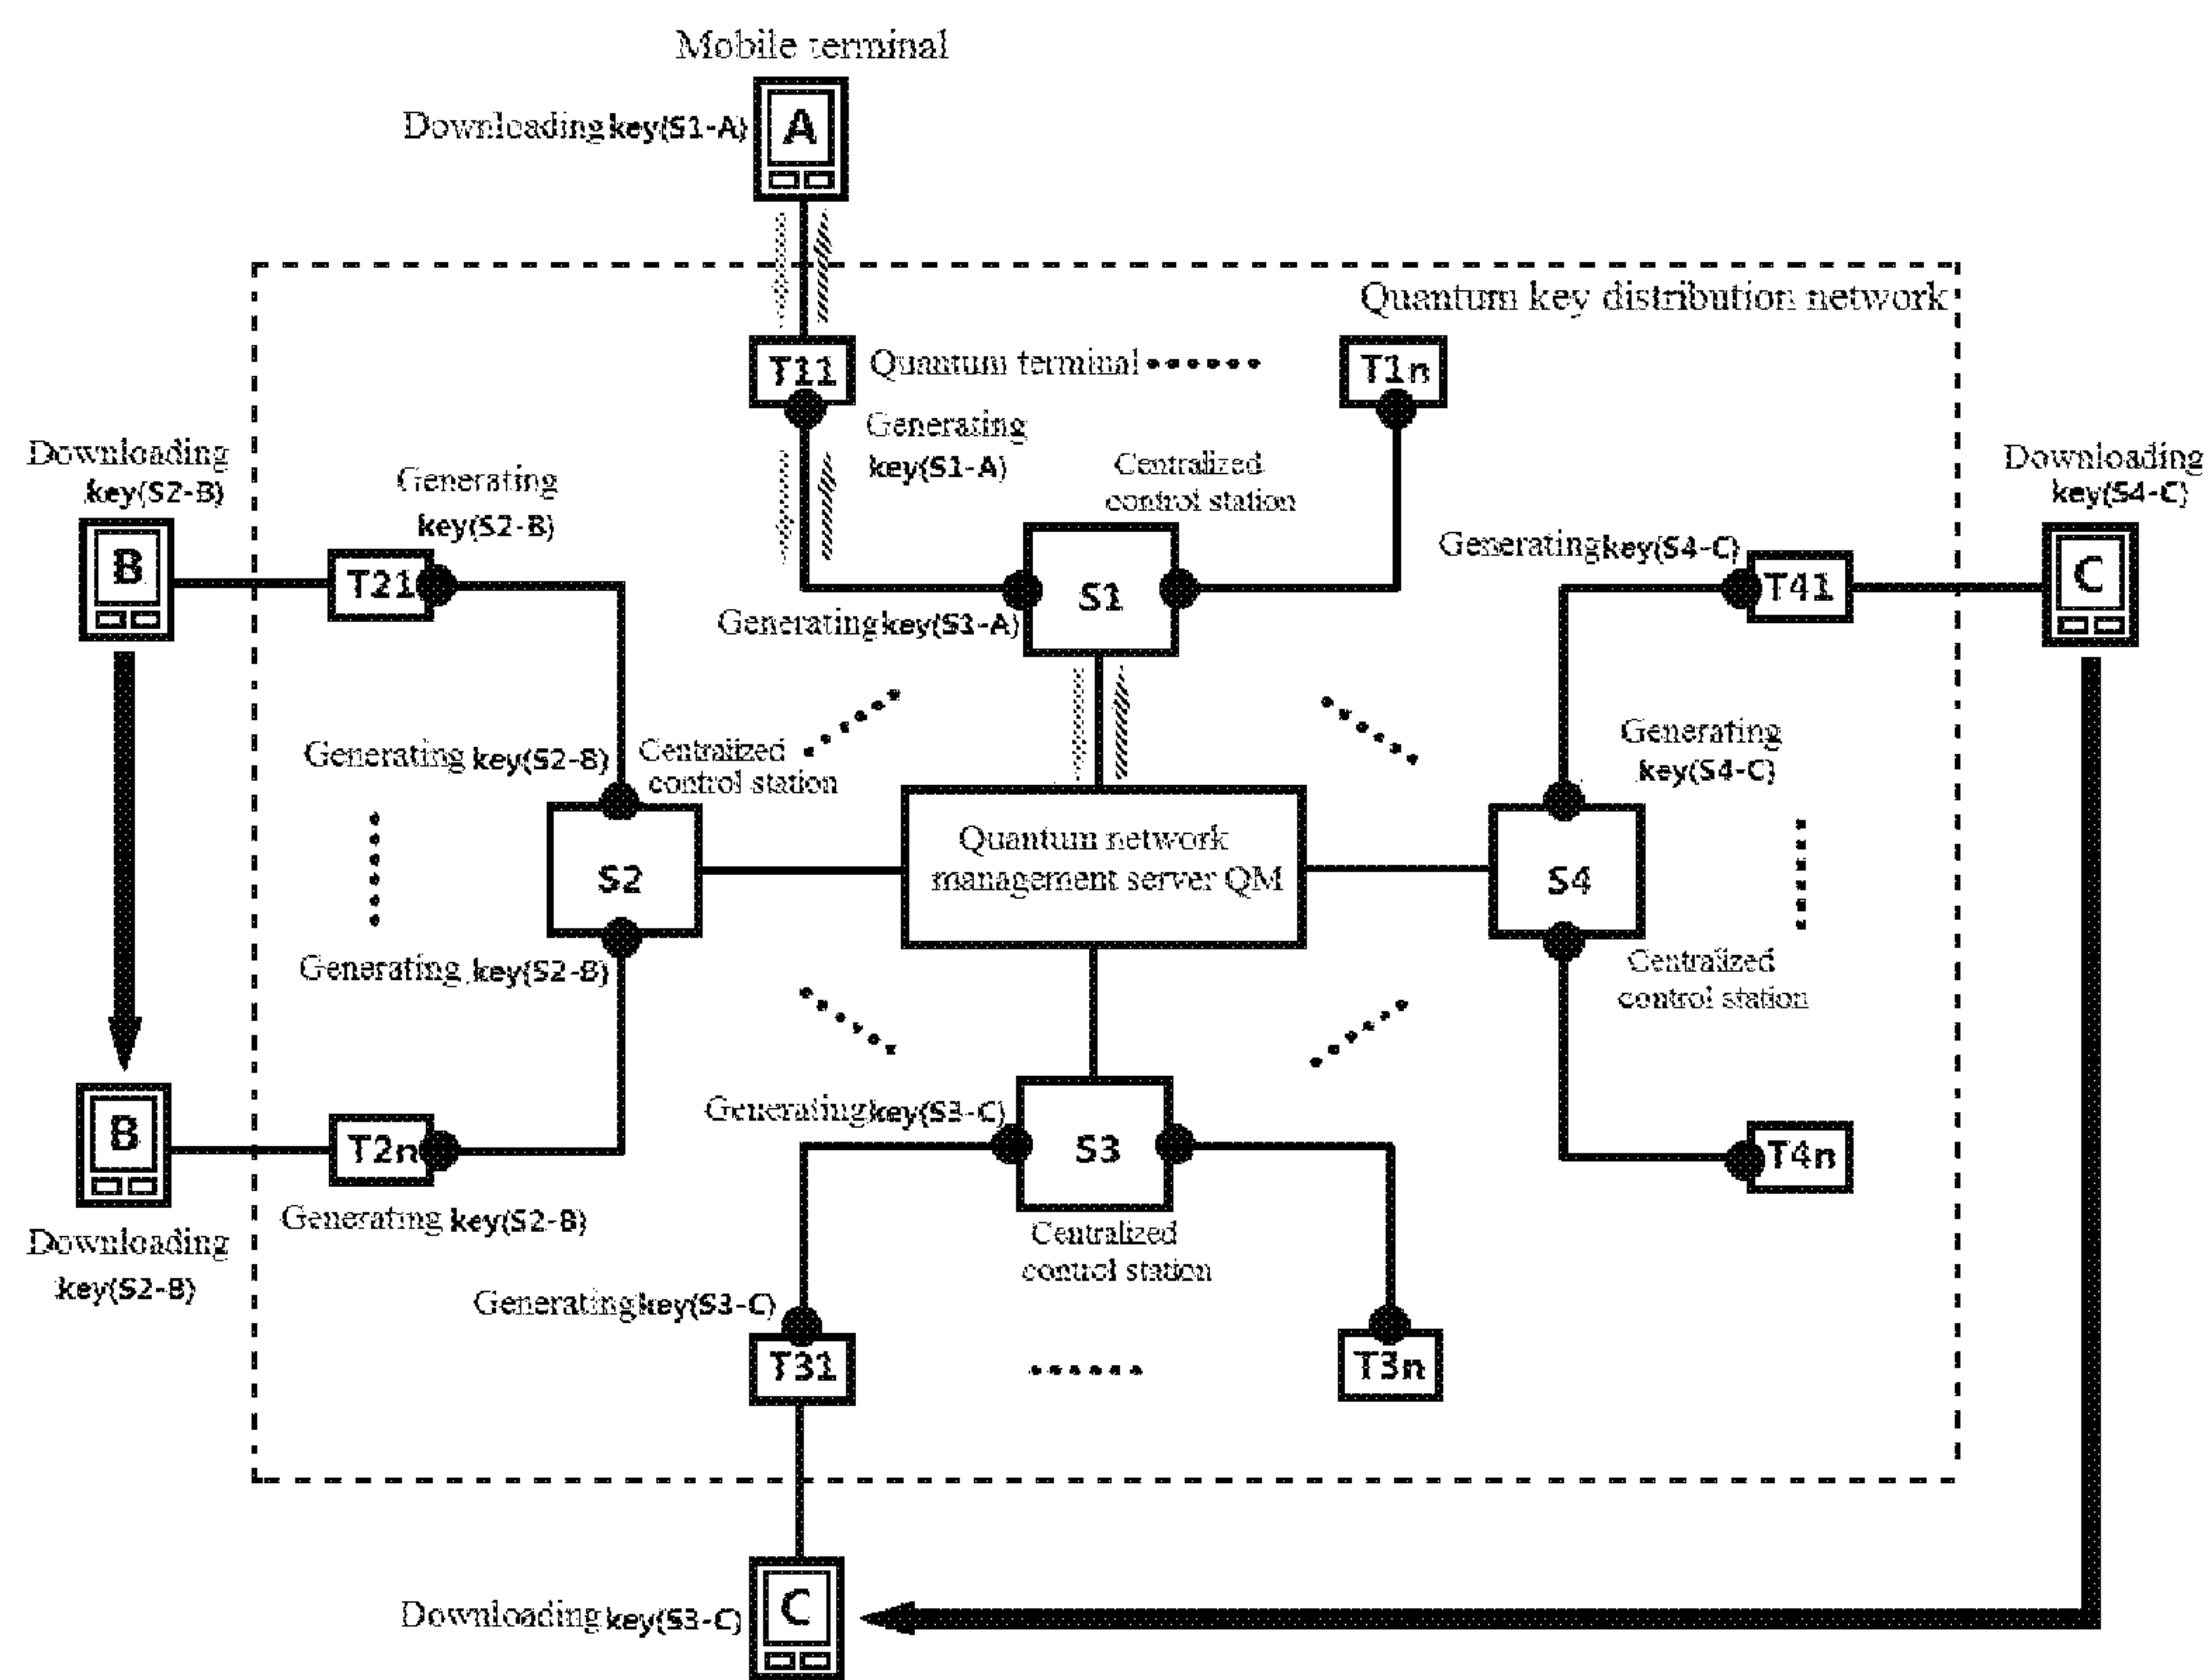 Mobile terminal
A
Downloading key(S1-A)
Quantum key distribution network
T11
Quantum terminal
T1n
Generating
key(S1-A)
Centralized
control station
Downloading
key(S2-B)
Generating
key(S2-B)
Downloading
key(S4-C)
B
T21
S1
Generating key(S4-C)
T41
C
Generating key(S1-A)
Generating key(S2-B)
Centralized
control station
Generating
key(S4-C)
S2
Quantum network
management server QM
S4
Generating key(S2-B)
Centralized
control station
B
T2n
Generating key(S3-C)
S3
T4n
Generating key(S2-B)
Downloading
key(S2-B)
Centralized
control station
Generating key(S3-C)
T31
T3n
Downloading key(S3-C)
C